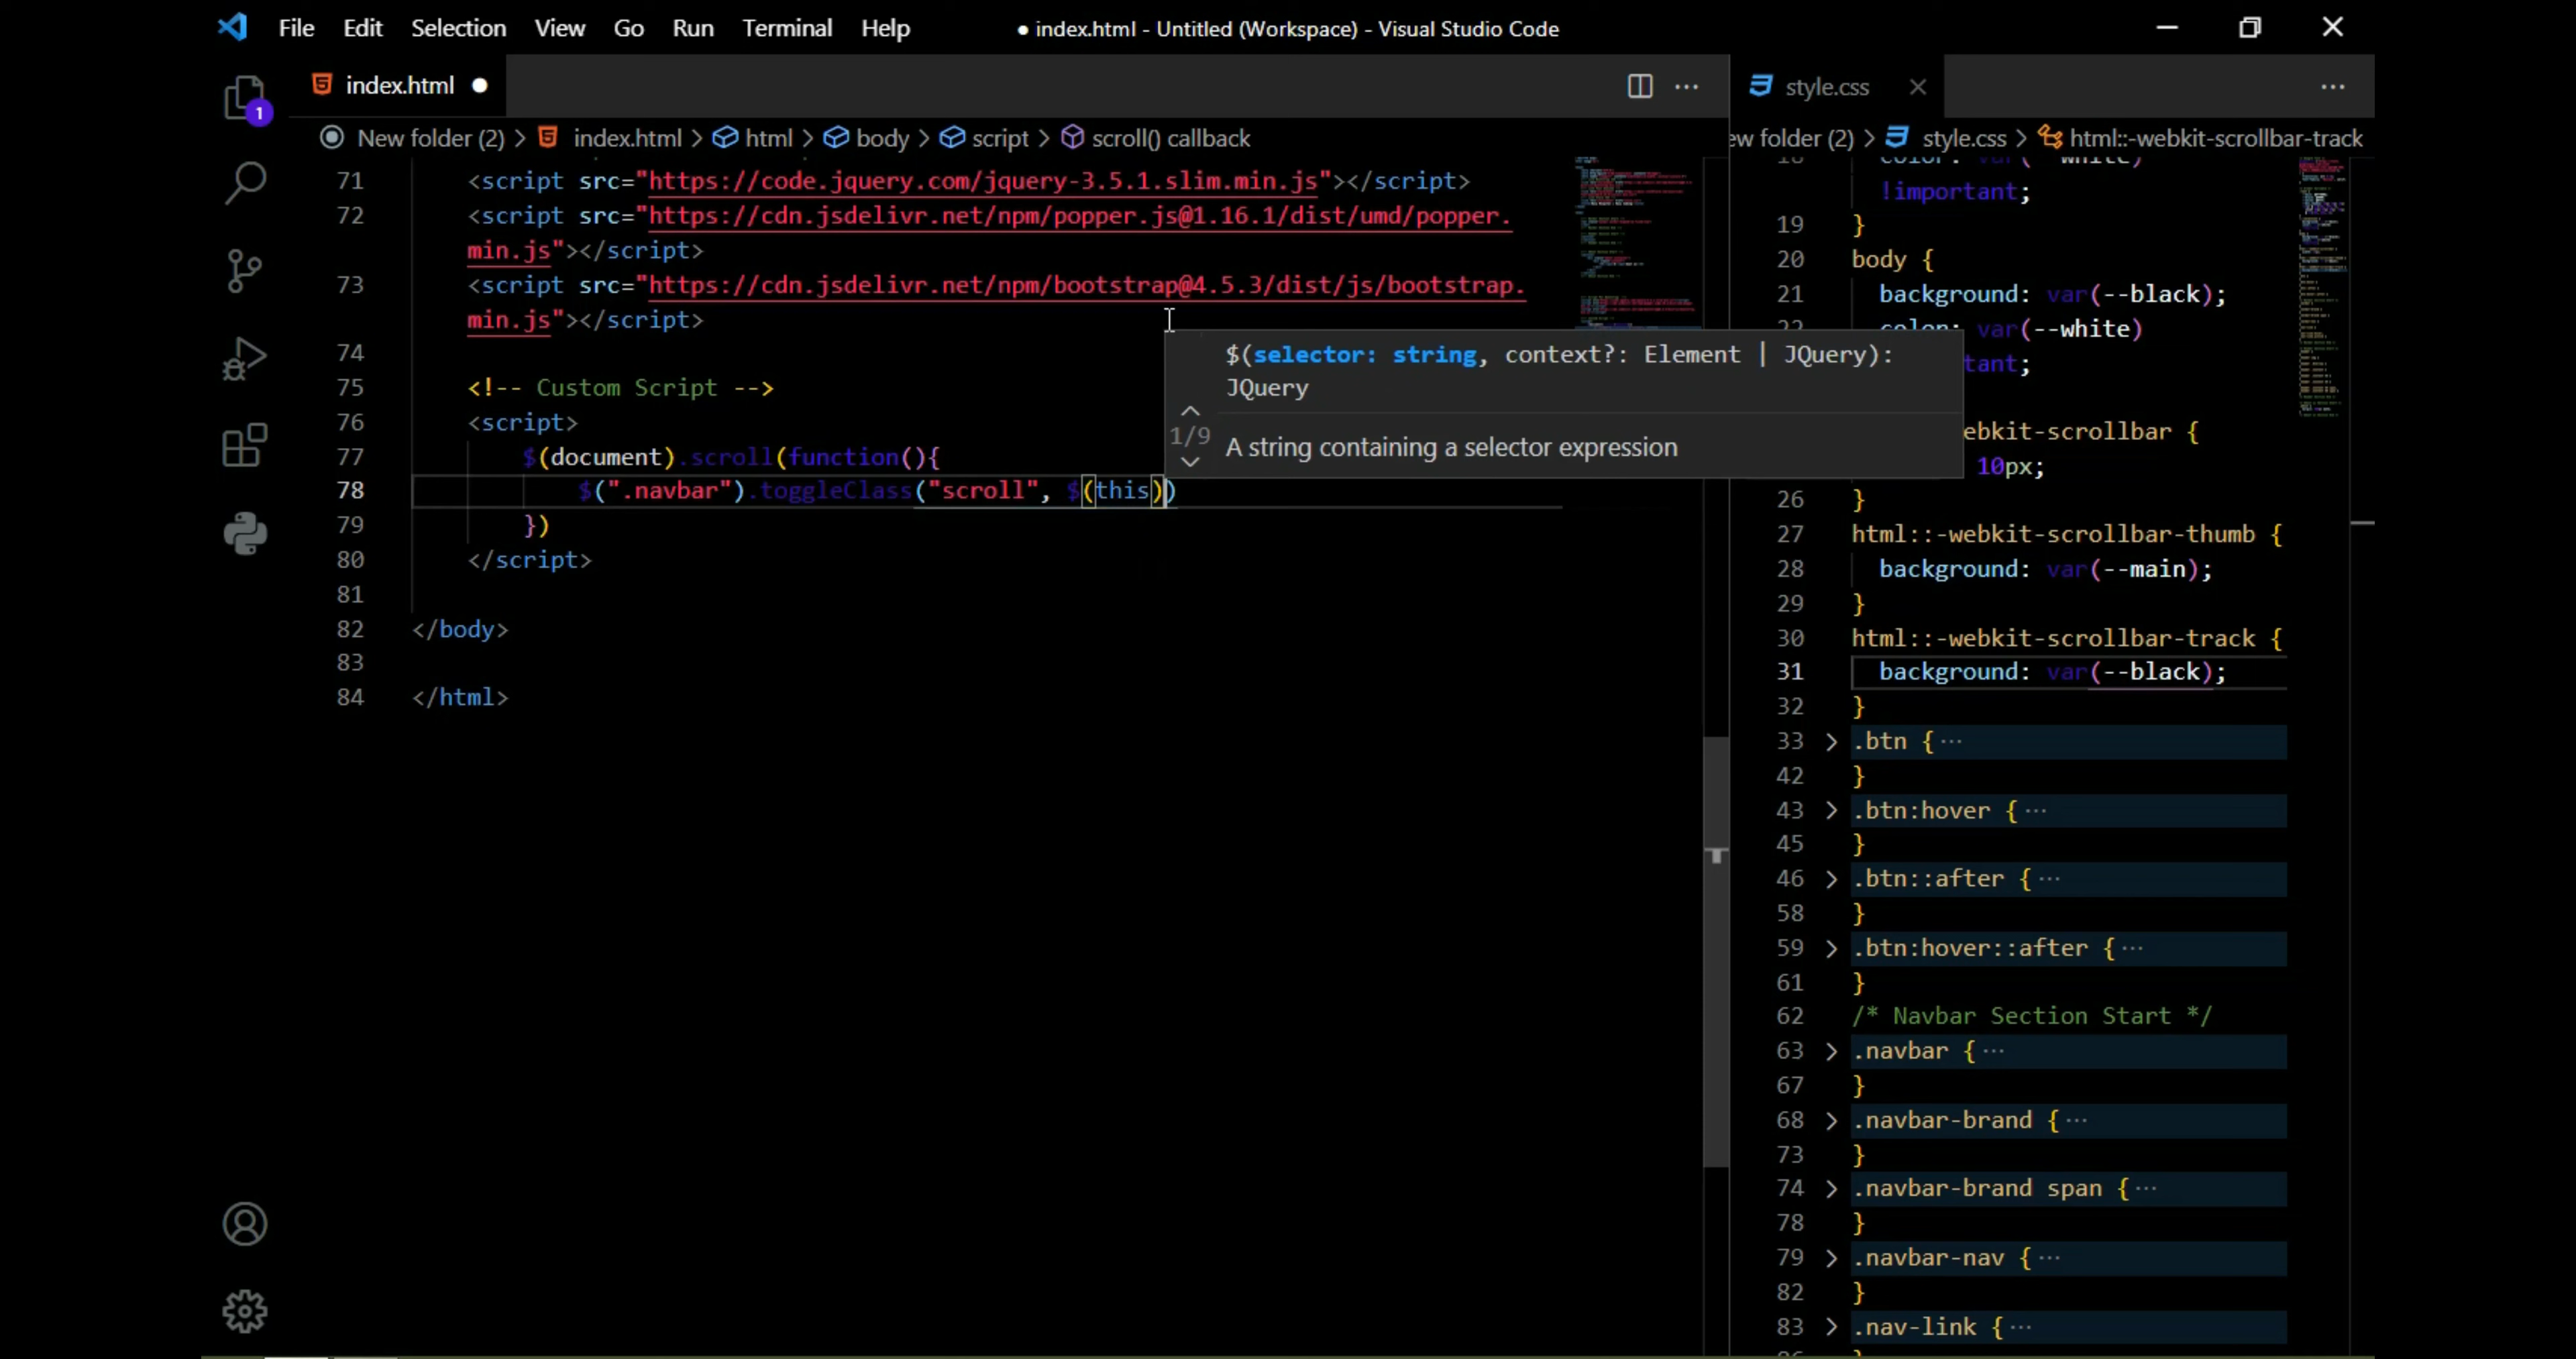 File Edit Selection View Go Run Terminal Help
● index.html - Untitled (Workspace) - Visual Studio Code
1
index.html ●
New folder (2) > index.html > html > body > script > scroll() callback
71 <script src="https://code.jquery.com/jquery-3.5.1.slim.min.js"></script>
72 <script src="https://cdn.jsdelivr.net/npm/popper.js@1.16.1/dist/umd/popper.
min.js"></script>
73 <script src="https://cdn.jsdelivr.net/npm/bootstrap@4.5.3/dist/js/bootstrap.
min.js"></script>
74
75 <!-- Custom Script -->
76 <script>
77 $(document).scroll(function(){
78 $(".navbar").toggleClass("scroll", $(this))
79 })
80 </script>
81
82 </body>
83
84 </html>
$(selector: string, context?: Element | JQuery):
JQuery
1/9
A string containing a selector expression
style.css
ew folder (2) > style.css > html::-webkit-scrollbar-track
18 color: var(--white)
!important;
19 }
20 body {
21 background: var(--black);
22 color: var(--white)
tant;
ebkit-scrollbar {
10px;
26 }
27 html::-webkit-scrollbar-thumb {
28 background: var(--main);
29 }
30 html::-webkit-scrollbar-track {
31 background: var(--black);
32 }
33 > .btn { ···
42 }
43 > .btn:hover { ···
45 }
46 > .btn::after { ···
58 }
59 > .btn:hover::after { ···
61 }
62 /* Navbar Section Start */
63 > .navbar { ···
67 }
68 > .navbar-brand { ···
73 }
74 > .navbar-brand span { ···
78 }
79 > .navbar-nav { ···
82 }
83 > .nav-link { ···